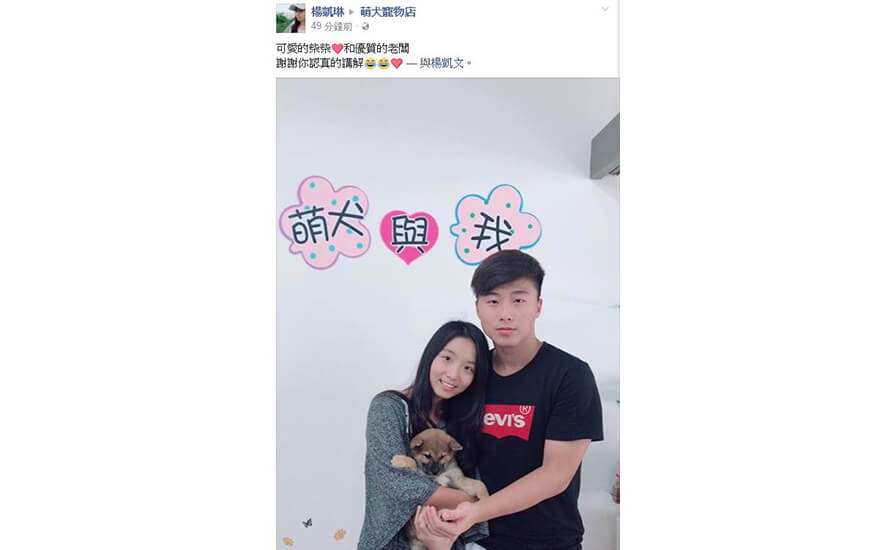 楊凱琳 ▸ 萌犬寵物店
49 分鐘前 ·
可愛的柴柴❤️和優質的老闆
謝謝你認真的講解😂😂❤️ — 與楊凱文。
萌犬 與 我
evi's ®